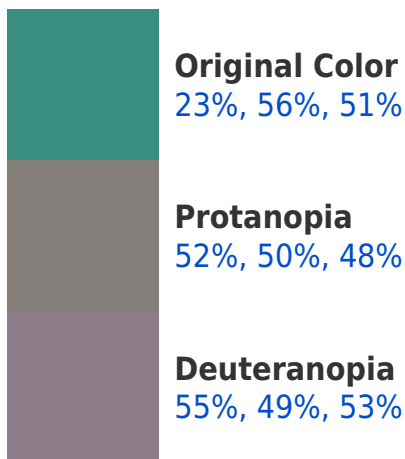 Original Color
23%, 56%, 51%
Protanopia
52%, 50%, 48%
Deuteranopia
55%, 49%, 53%